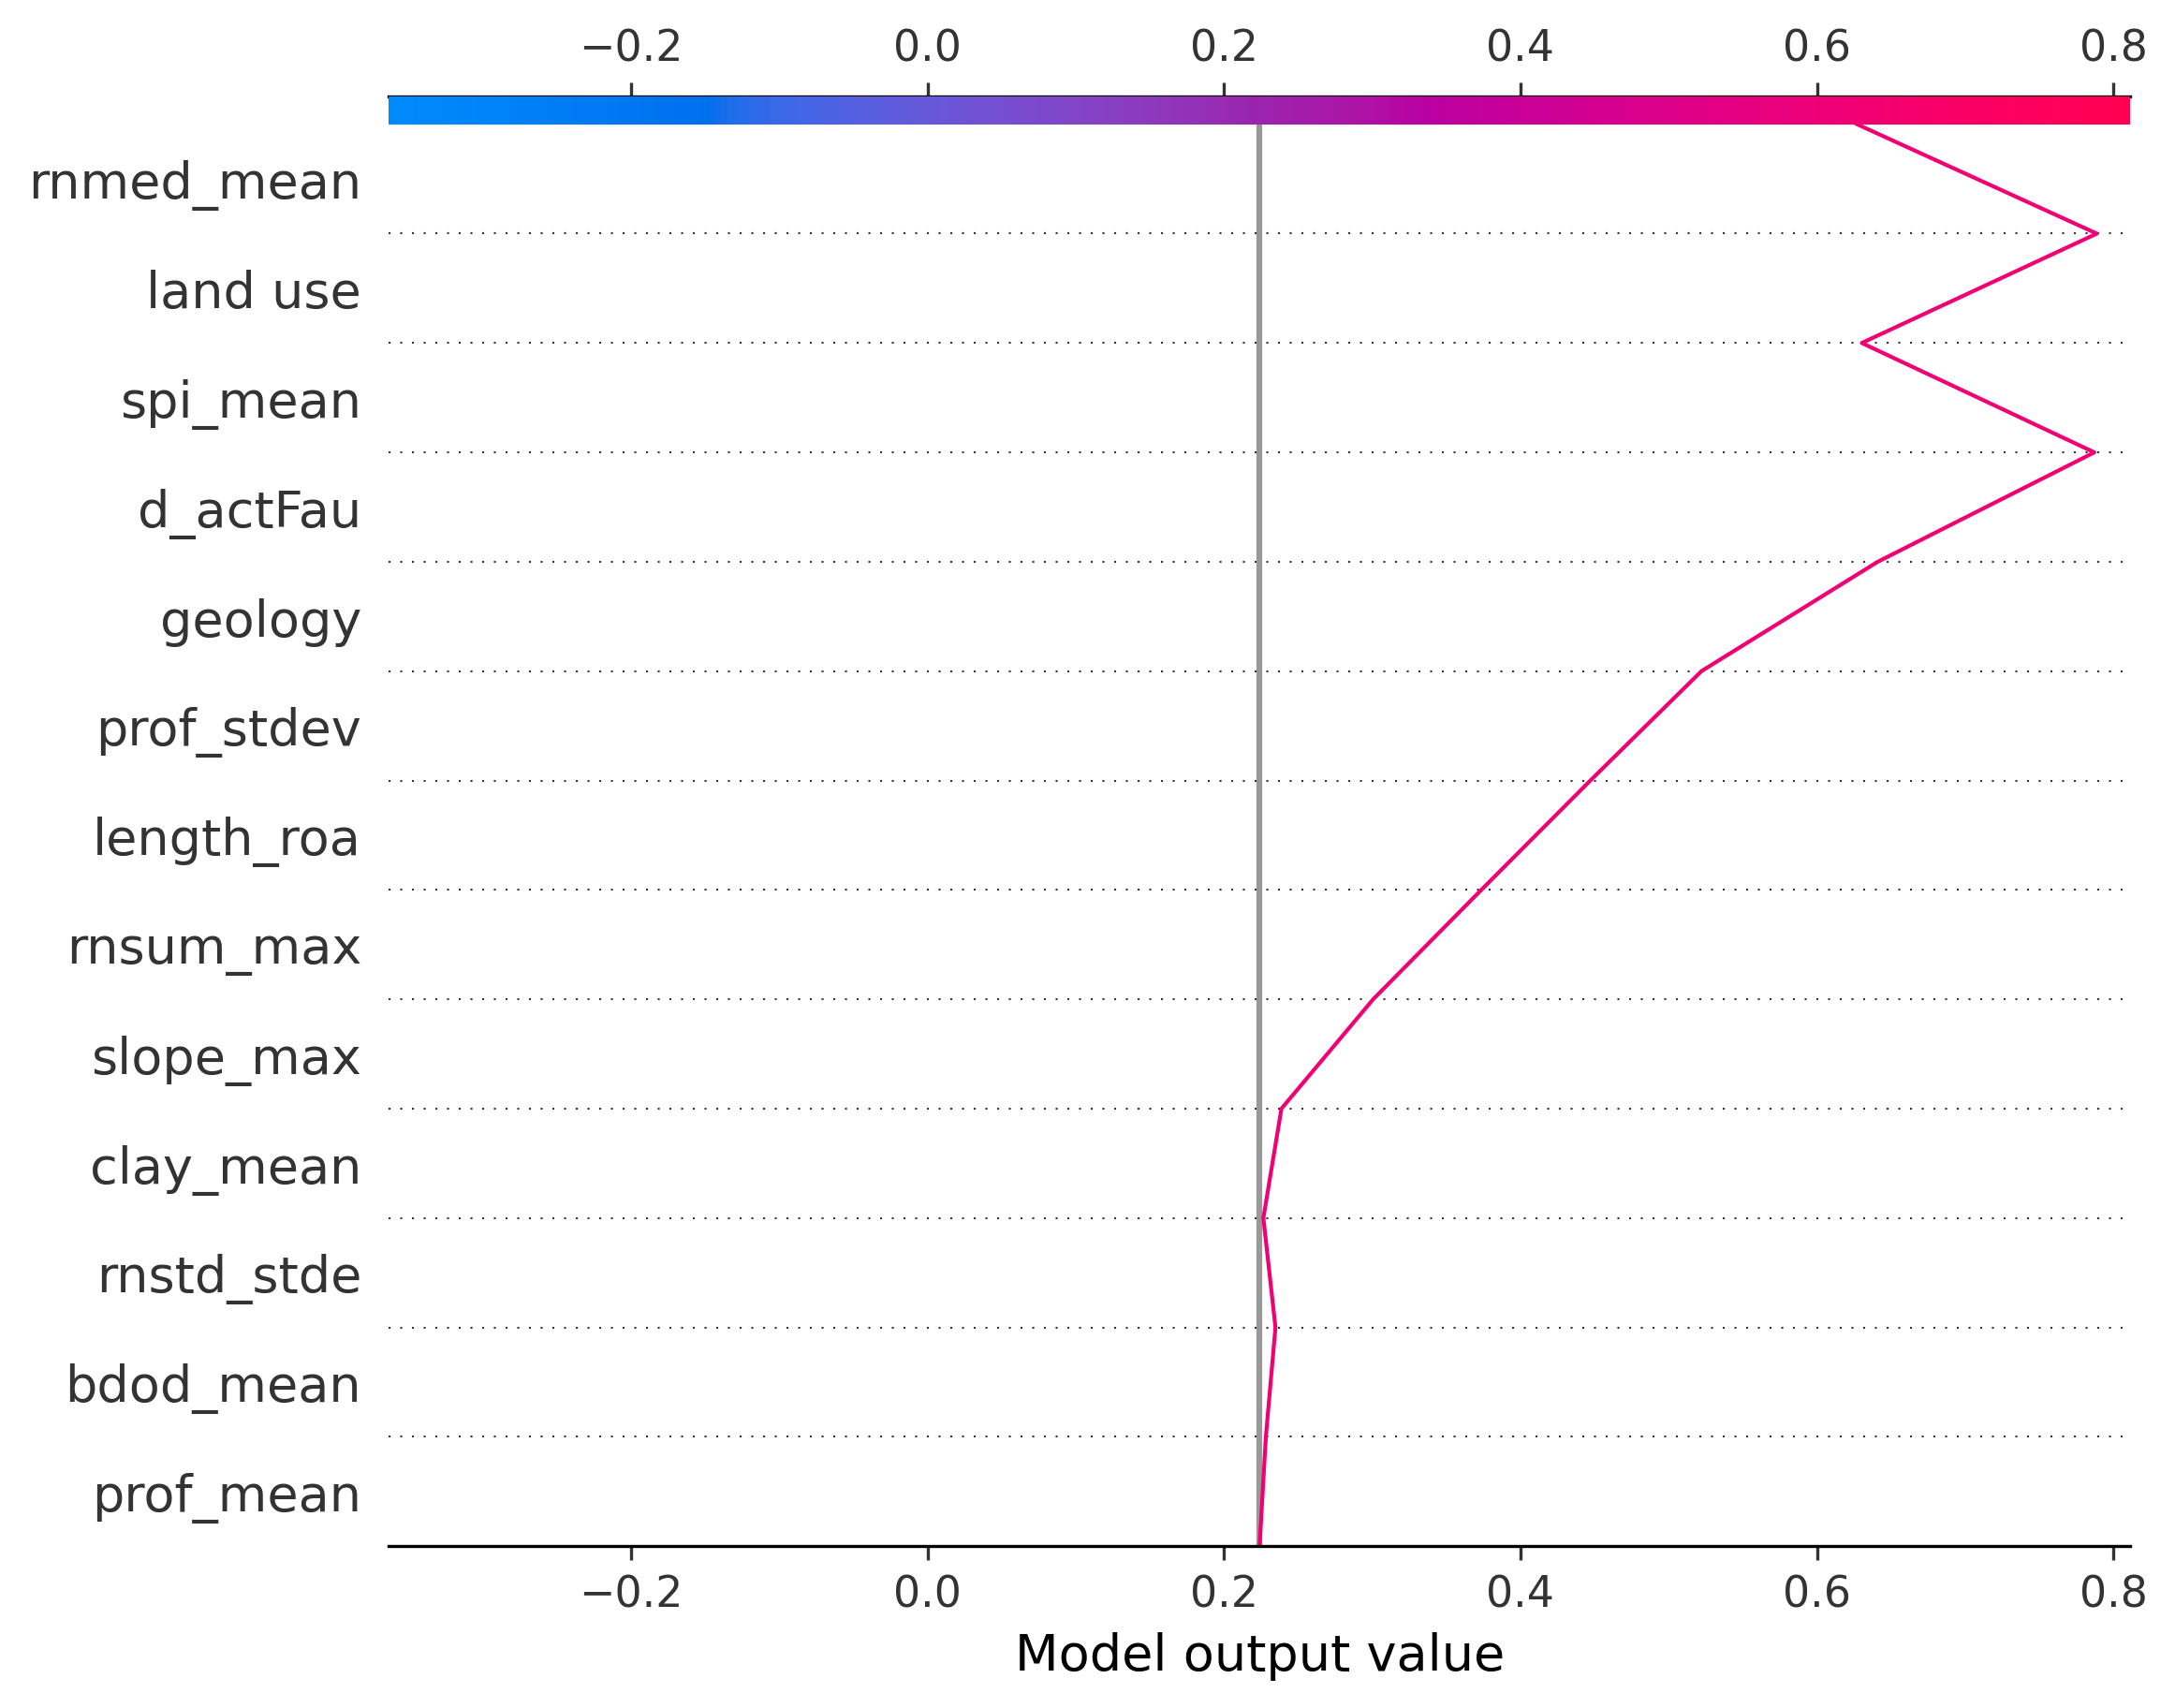 −0.2 0.0 0.2 0.4 0.6 0.8
rnmed_mean
land use
spi_mean
d_actFau
geology
prof_stdev
length_roa
rnsum_max
slope_max
clay_mean
rnstd_stde
bdod_mean
prof_mean
−0.2 0.0 0.2 0.4 0.6 0.8
Model output value